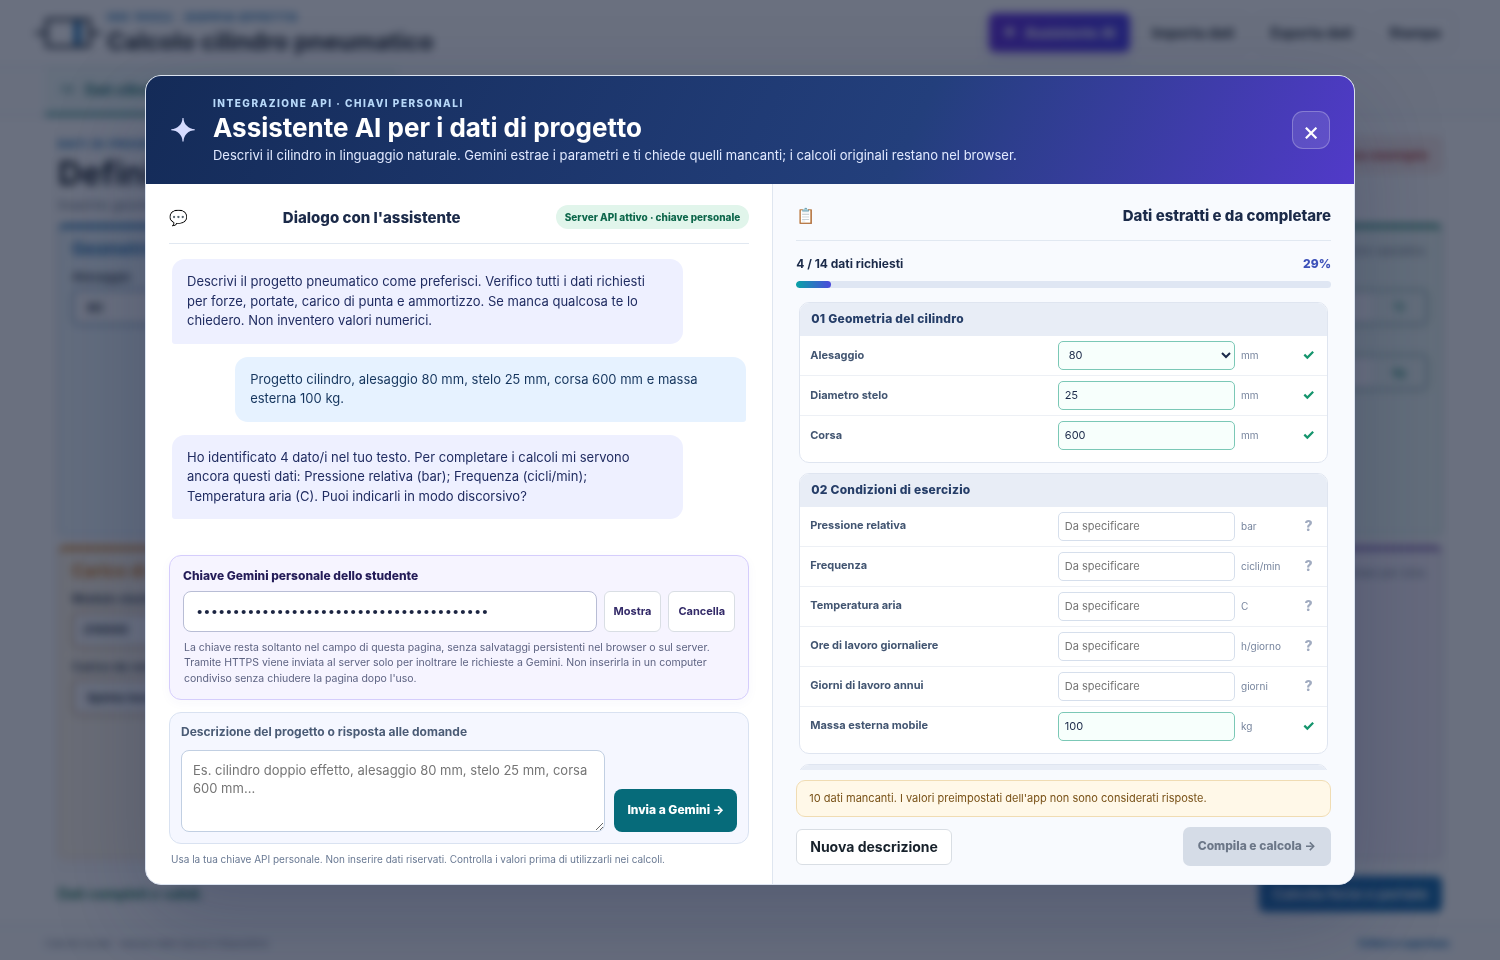 Calcolo cilindro pneumatico
Assistente AI
Importa dati
Esporta dati
Stampa
INTEGRAZIONE API · CHIAVI PERSONALI
Assistente AI per i dati di progetto
Descrivi il cilindro in linguaggio naturale. Gemini estrae i parametri e ti chiede quelli mancanti; i calcoli originali restano nel browser.
×
Dialogo con l'assistente
Server API attivo · chiave personale
Descrivi il progetto pneumatico come preferisci. Verifico tutti i dati richiesti
per forze, portate, carico di punta e ammortizzo. Se manca qualcosa te lo
chiedero. Non inventero valori numerici.
Progetto cilindro, alesaggio 80 mm, stelo 25 mm, corsa 600 mm e massa
esterna 100 kg.
Ho identificato 4 dato/i nel tuo testo. Per completare i calcoli mi servono
ancora questi dati: Pressione relativa (bar); Frequenza (cicli/min);
Temperatura aria (C). Puoi indicarli in modo discorsivo?
Chiave Gemini personale dello studente
Mostra
Cancella
La chiave resta soltanto nel campo di questa pagina, senza salvataggi persistenti nel browser o sul server.
Tramite HTTPS viene inviata al server solo per inoltrare le richieste a Gemini. Non inserirla in un computer
condiviso senza chiudere la pagina dopo l'uso.
Descrizione del progetto o risposta alle domande
Es. cilindro doppio effetto, alesaggio 80 mm, stelo 25 mm, corsa
600 mm...
Invia a Gemini →
Usa la tua chiave API personale. Non inserire dati riservati. Controlla i valori prima di utilizzarli nei calcoli.
Dati estratti e da completare
4 / 14 dati richiesti
29%
01 Geometria del cilindro
Alesaggio 80 mm ✓
Diametro stelo 25 mm ✓
Corsa 600 mm ✓
02 Condizioni di esercizio
Pressione relativa Da specificare bar ?
Frequenza Da specificare cicli/min ?
Temperatura aria Da specificare C ?
Ore di lavoro giornaliere Da specificare h/giorno ?
Giorni di lavoro annui Da specificare giorni ?
Massa esterna mobile 100 kg ✓
10 dati mancanti. I valori preimpostati dell'app non sono considerati risposte.
Nuova descrizione
Compila e calcola →